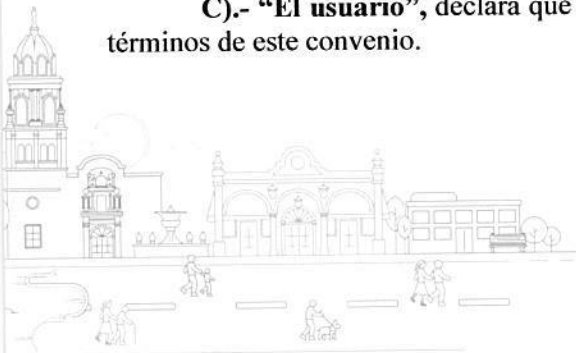 C).- “El usuario”, declara que
términos de este convenio.